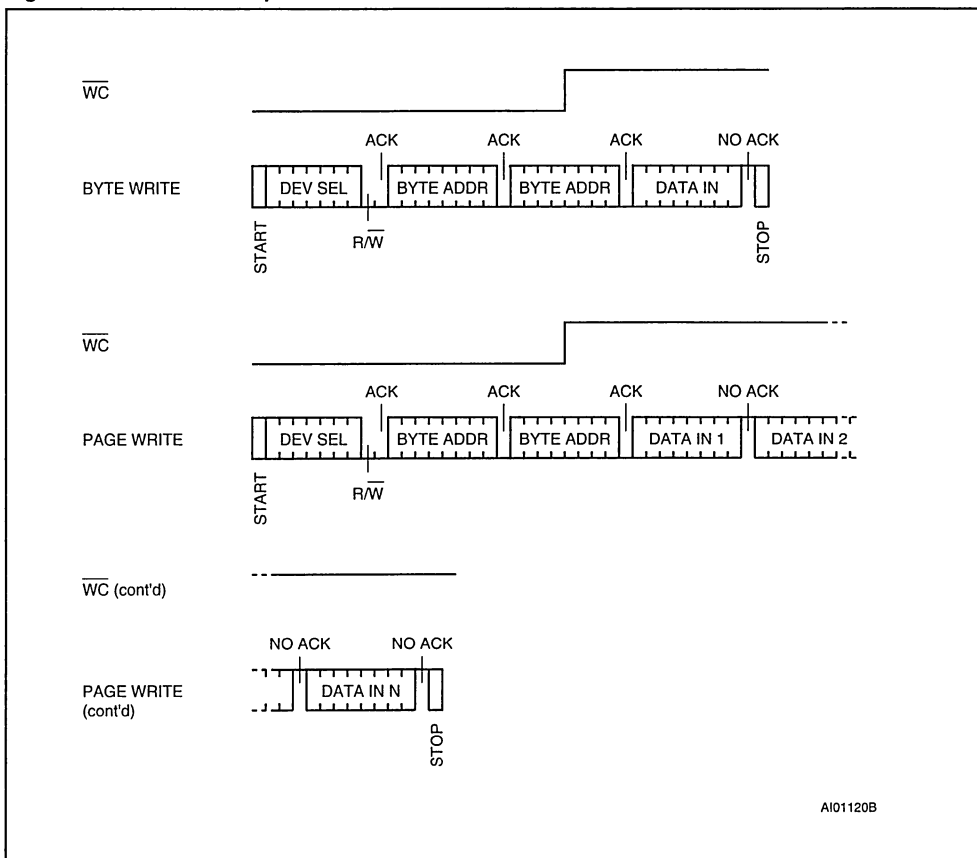 WC
ACK ACK ACK NO ACK
BYTE WRITE
DEV SEL BYTE ADDR BYTE ADDR DATA IN
R/W
START
STOP
WC
ACK ACK ACK NO ACK
PAGE WRITE
DEV SEL BYTE ADDR BYTE ADDR DATA IN 1 DATA IN 2
R/W
START
WC (cont'd)
NO ACK NO ACK
PAGE WRITE
(cont'd)
DATA IN N
STOP
AI01120B